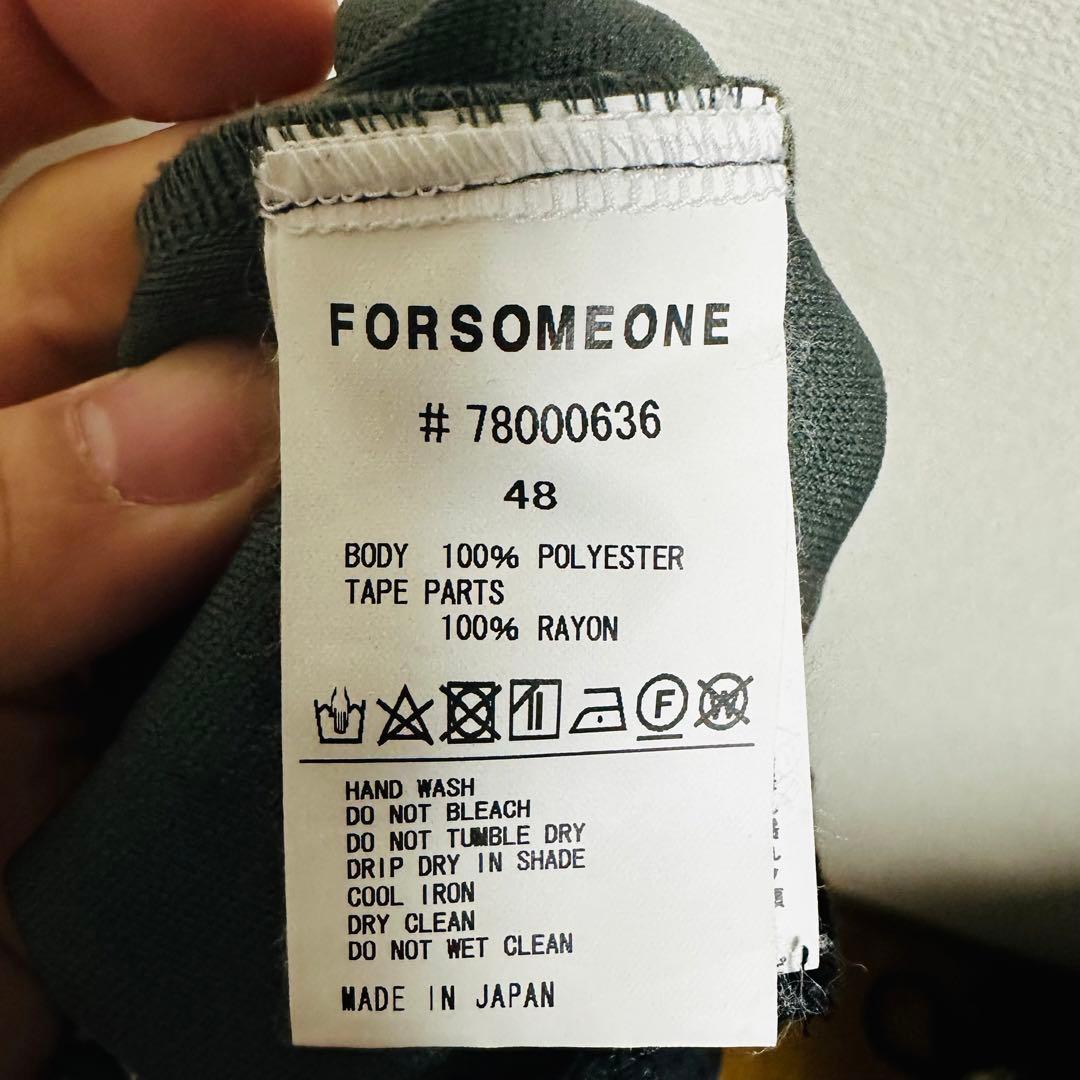 FORSOMEONE
# 78000636
48
BODY 100% POLYESTER
TAPE PARTS
100% RAYON
F W
HAND WASH
DO NOT BLEACH
DO NOT TUMBLE DRY
DRIP DRY IN SHADE
COOL IRON
DRY CLEAN
DO NOT WET CLEAN
MADE IN JAPAN